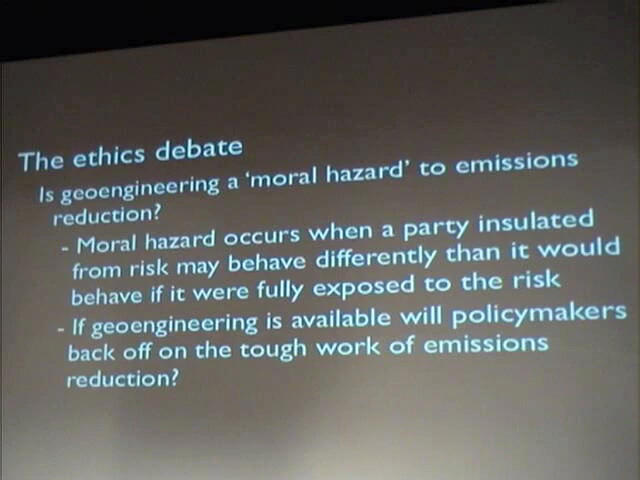 The ethics debate
Is geoengineering a 'moral hazard' to emissions
reduction?
- Moral hazard occurs when a party insulated
from risk may behave differently than it would
behave if it were fully exposed to the risk
- If geoengineering is available will policymakers
back off on the tough work of emissions
reduction?